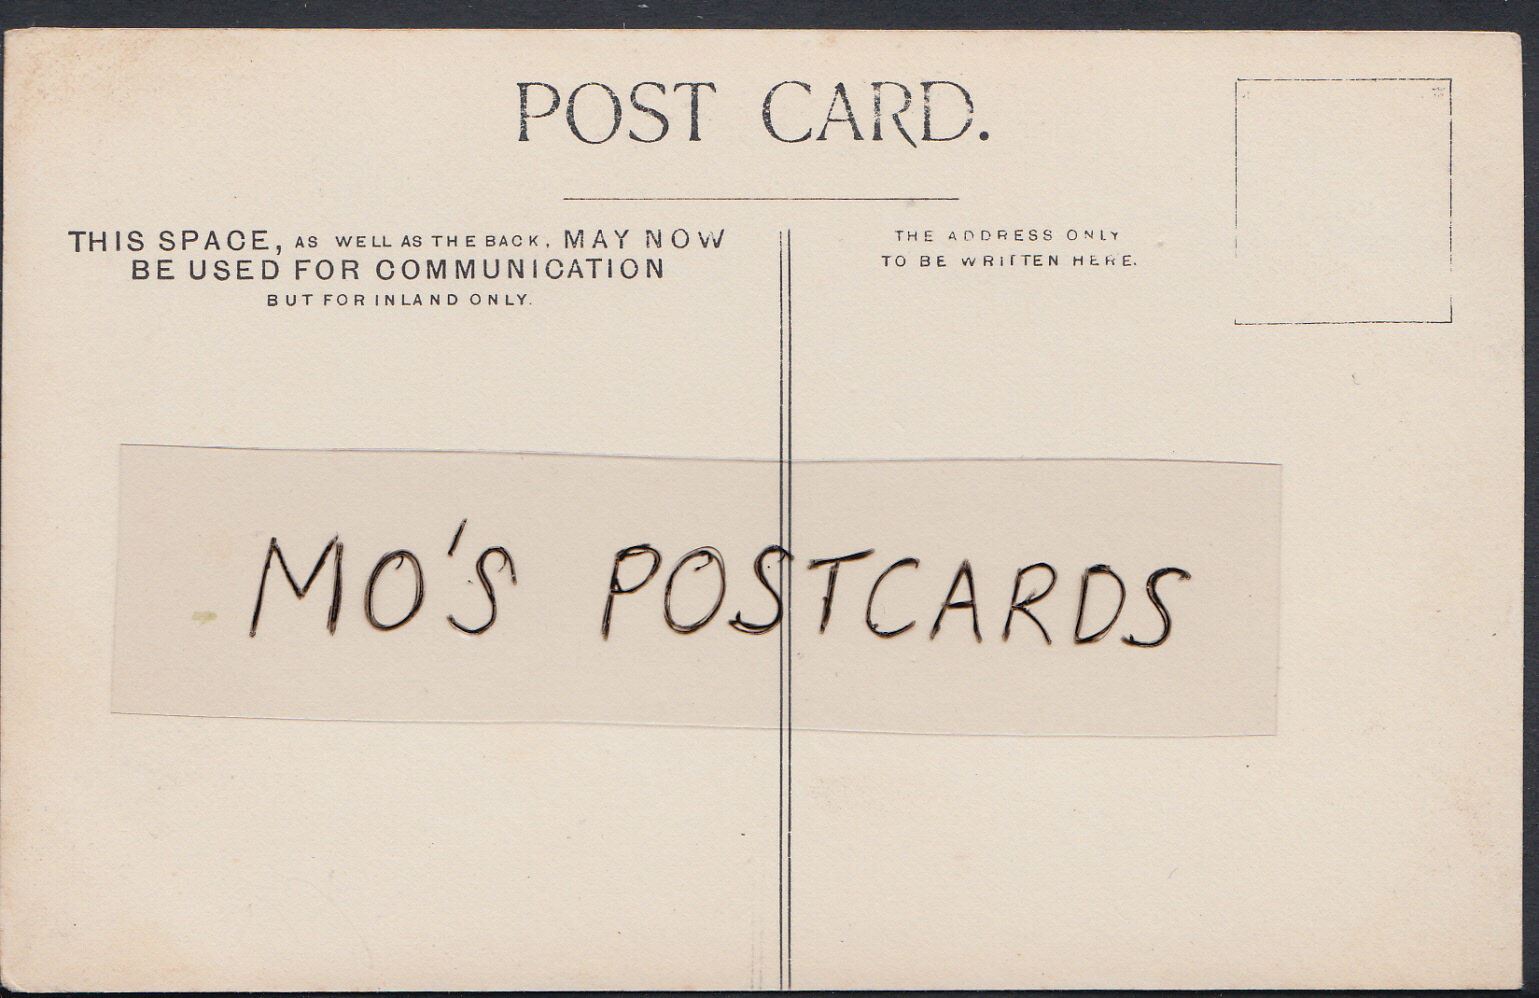 POST CARD.
THIS SPACE, AS WELL AS THE BACK, MAY NOW
BE USED FOR COMMUNICATION
BUT FOR INLAND ONLY.
THE ADDRESS ONLY
TO BE WRITTEN HERE.
MO'S POSTCARDS